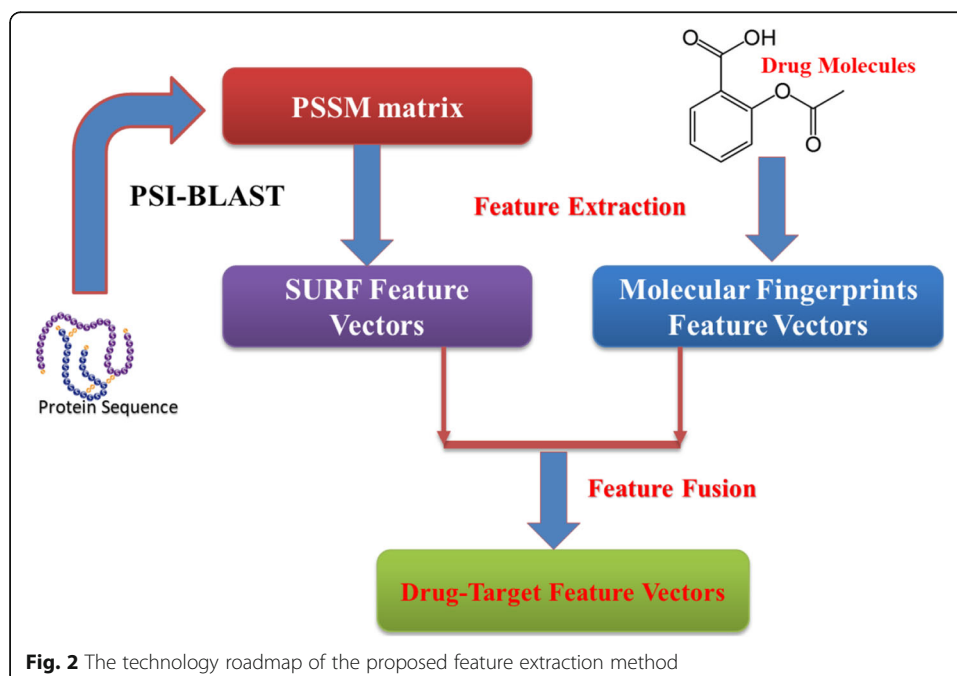 O
OH
Drug Molecules
O
O
PSSM matrix
PSI-BLAST
Feature Extraction
SURF Feature
Vectors
Molecular Fingerprints
Feature Vectors
Protein Sequence
Feature Fusion
Drug-Target Feature Vectors
Fig. 2 The technology roadmap of the proposed feature extraction method